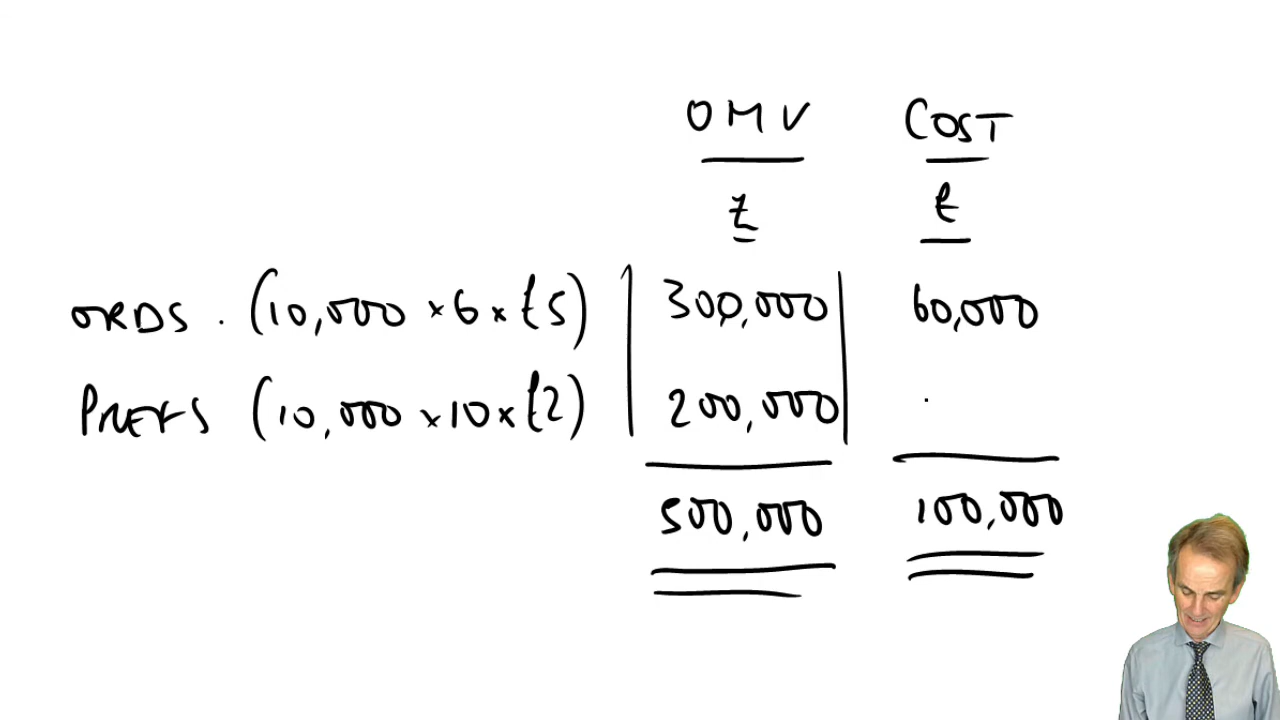 OMV COST
£ £
ORDS. (10,000 x 6 x £5) 300,000 60,000
PREFS (10,000 x 10 x £2) 200,000
500,000 100,000